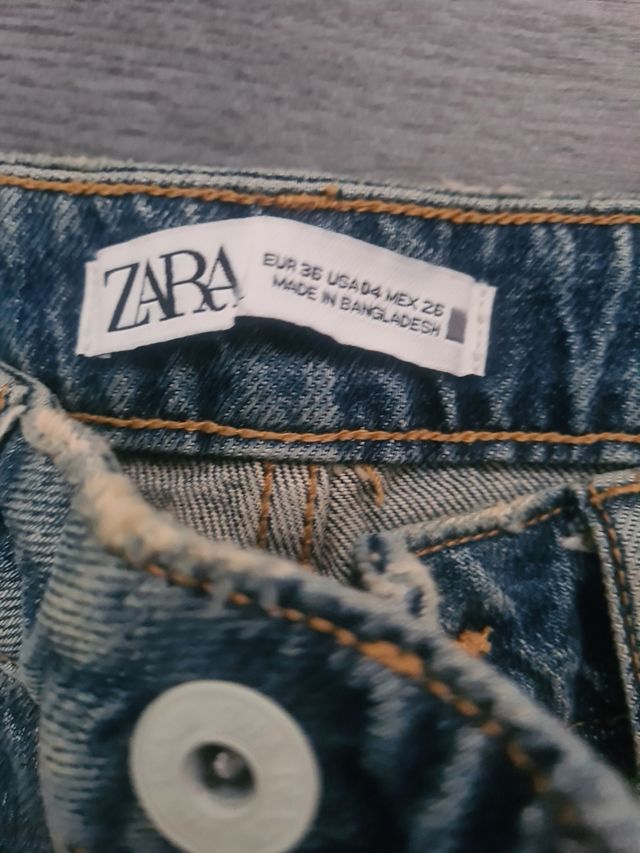 ZARA
EUR 36 USA 04 MEX 26
MADE IN BANGLADESH